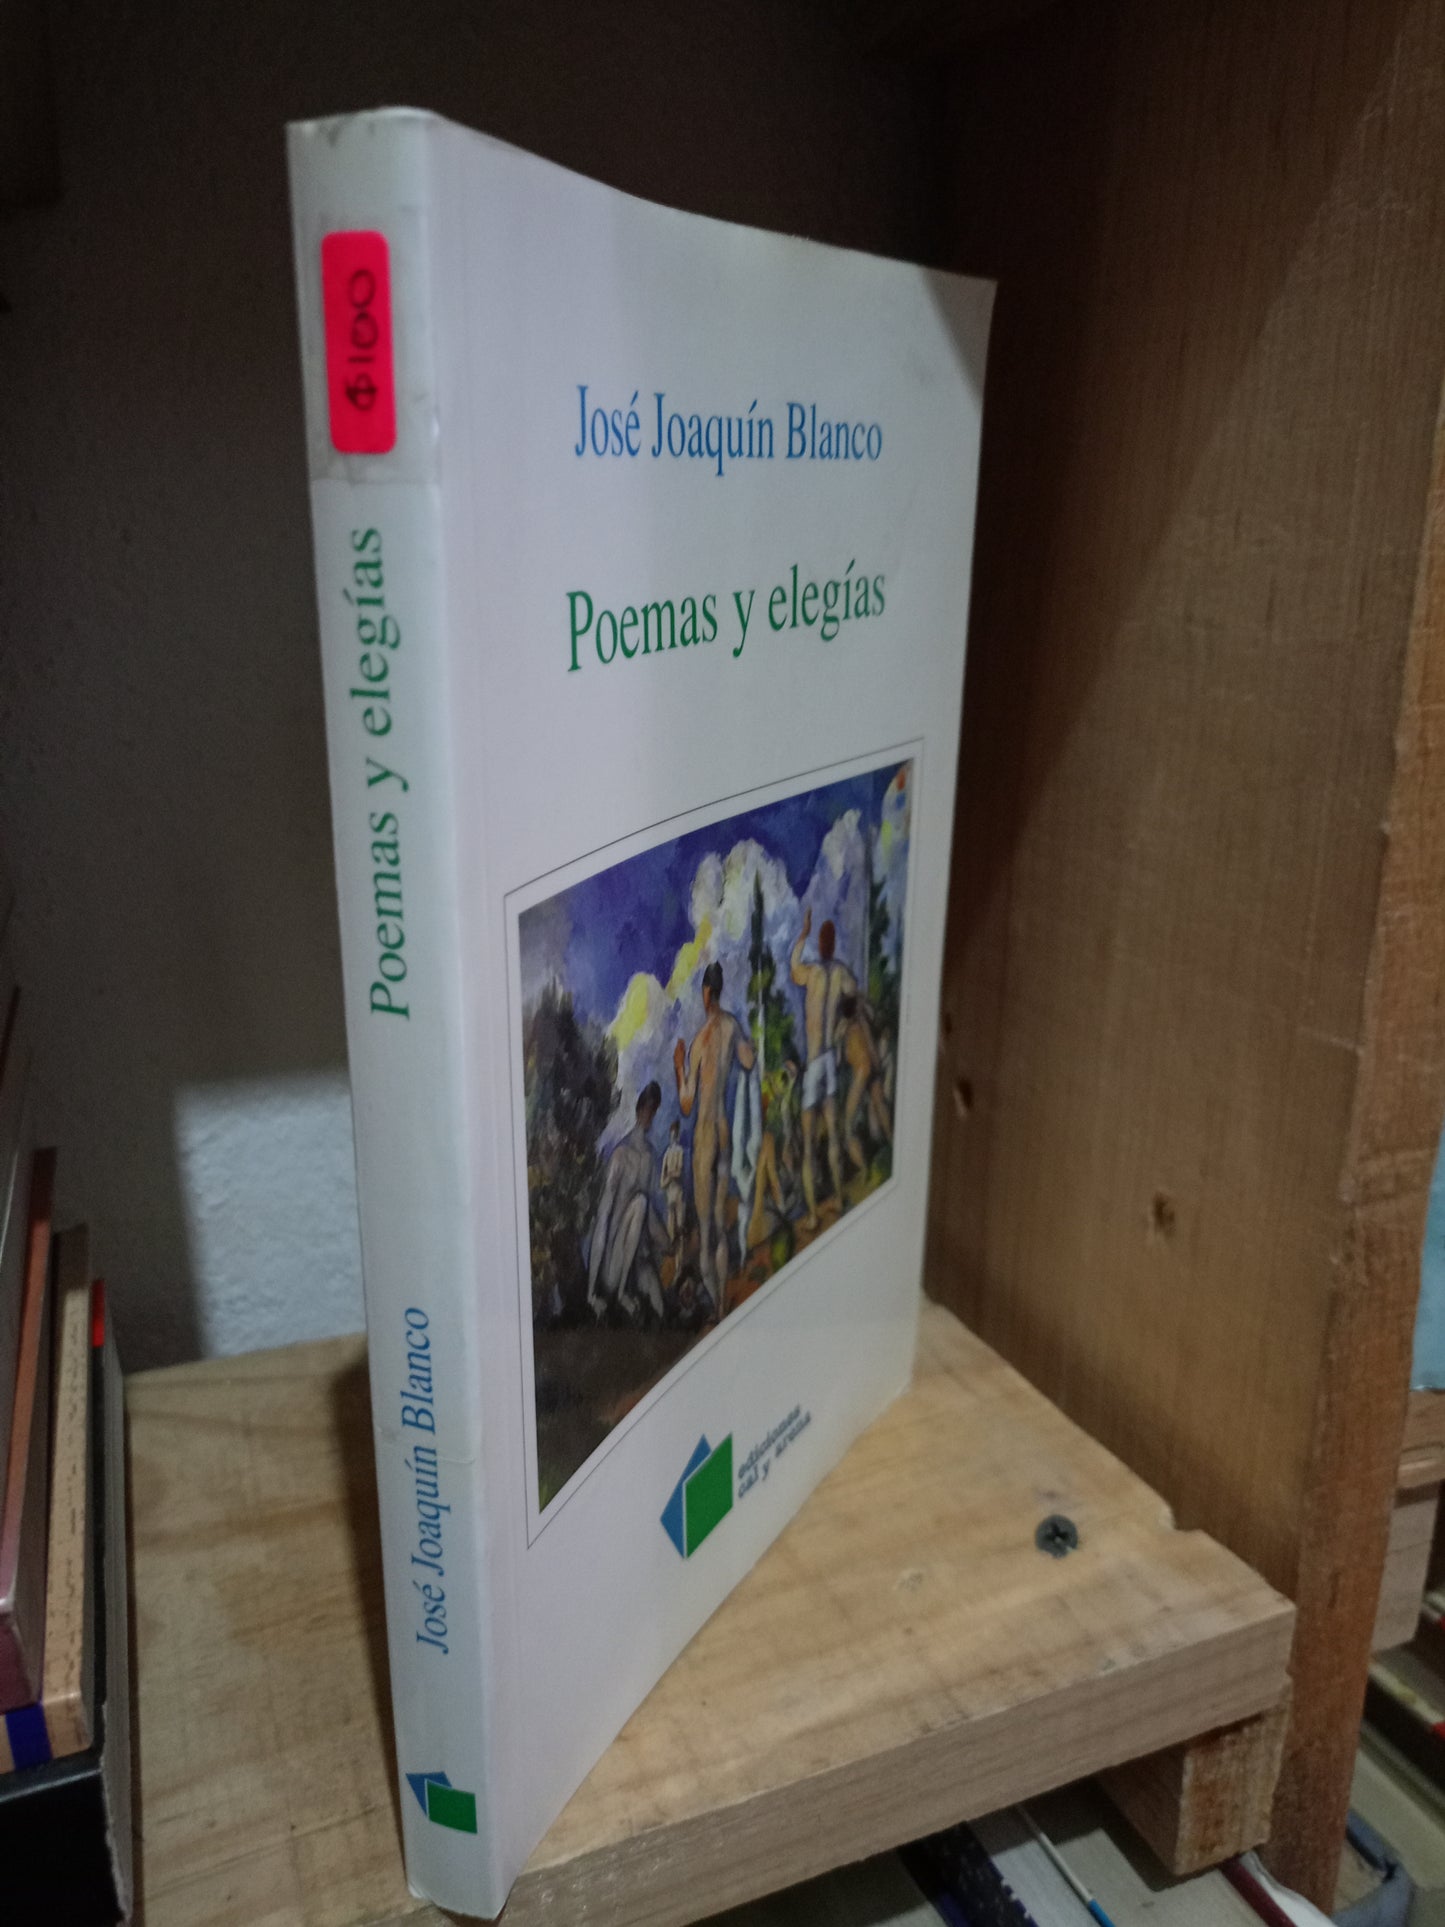 $100
Poemas y elegías
José Joaquín Blanco
José Joaquín Blanco
Poemas y elegías
ediciones
cal y arena